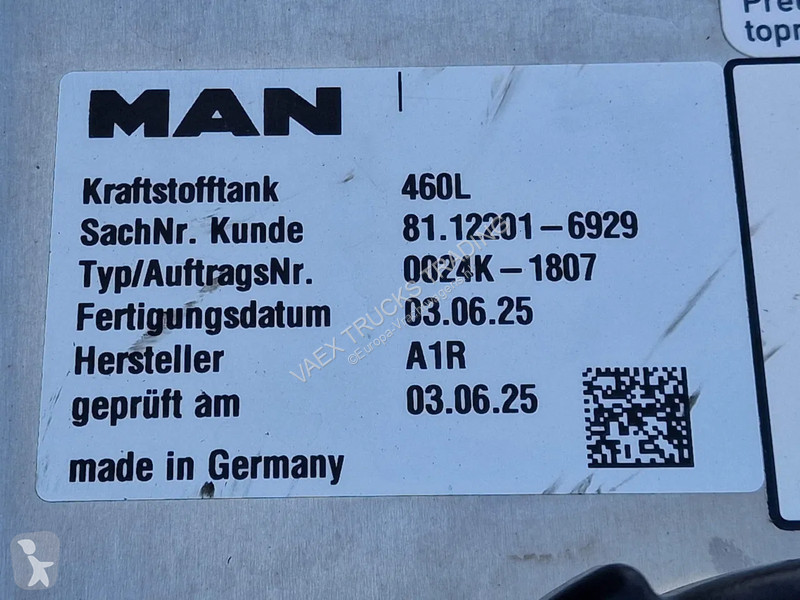 topr
MAN
Kraftstofftank 460L
SachNr. Kunde 81.12201-6929
Typ/AuftragsNr. 0024K-1807
Fertigungsdatum 03.06.25
Hersteller A1R
geprüft am 03.06.25
made in Germany
VAEX TRUCKS TRADING